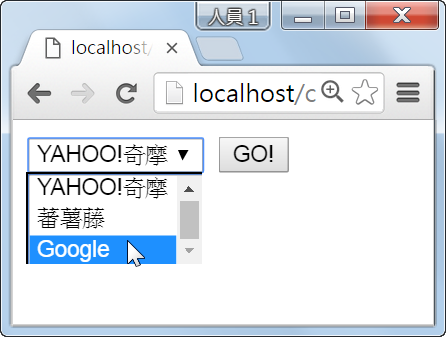 人員 1
localhost/
localhost/c
YAHOO!奇摩 ▼ GO!
YAHOO!奇摩
蕃薯藤
Google